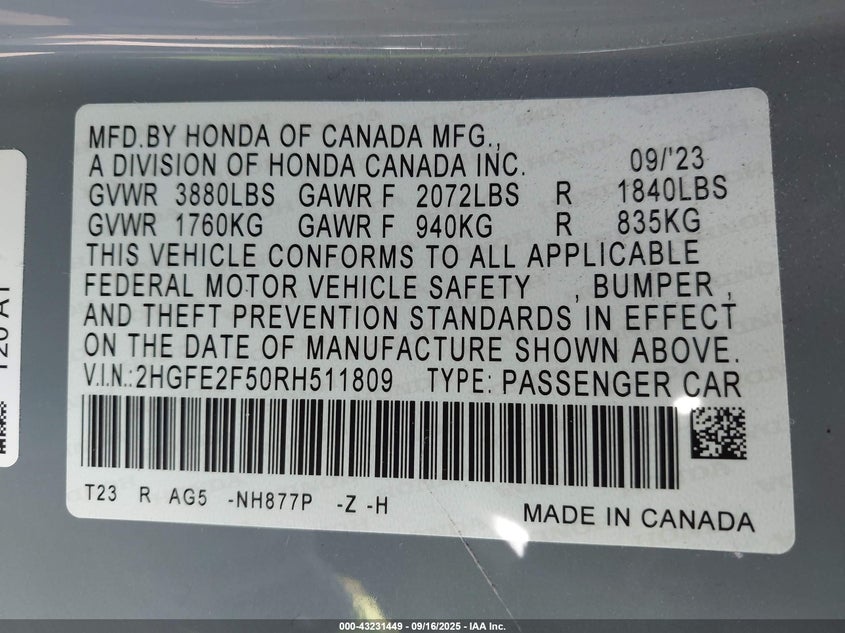 MFD.BY HONDA OF CANADA MFG.,
A DIVISION OF HONDA CANADA INC. 09/'23
GVWR 3880LBS GAWR F 2072LBS R 1840LBS
GVWR 1760KG GAWR F 940KG R 835KG
THIS VEHICLE CONFORMS TO ALL APPLICABLE
FEDERAL MOTOR VEHICLE SAFETY , BUMPER ,
AND THEFT PREVENTION STANDARDS IN EFFECT
ON THE DATE OF MANUFACTURE SHOWN ABOVE.
V.I.N.:2HGFE2F50RH511809 TYPE: PASSENGER CAR
T23 R AG5 -NH877P -Z -H
MADE IN CANADA
000-43231449 - 09/16/2025 - IAA Inc.